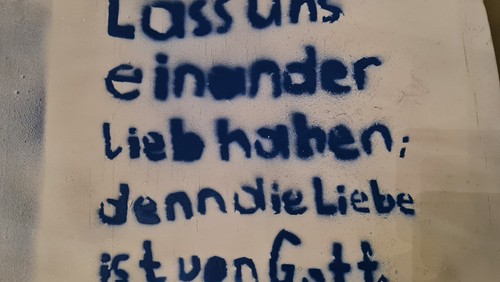 Lass uns
einander
lieb haben;
denn die Liebe
ist von Gott.